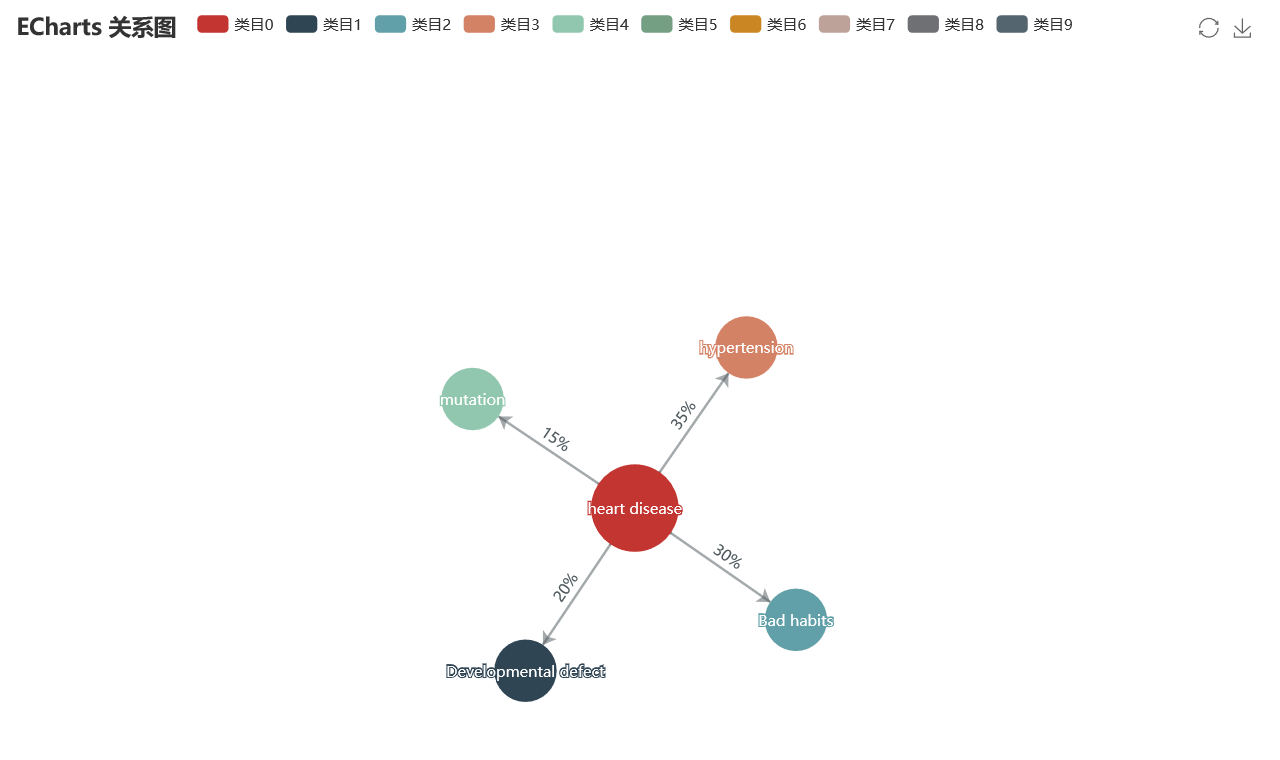 ECharts 关系图
类目0
类目1
类目2
类目3
类目4
类目5
类目6
类目7
类目8
类目9
hypertension
mutation
35%
15%
heart disease
30%
20%
Bad habits
Developmental defect